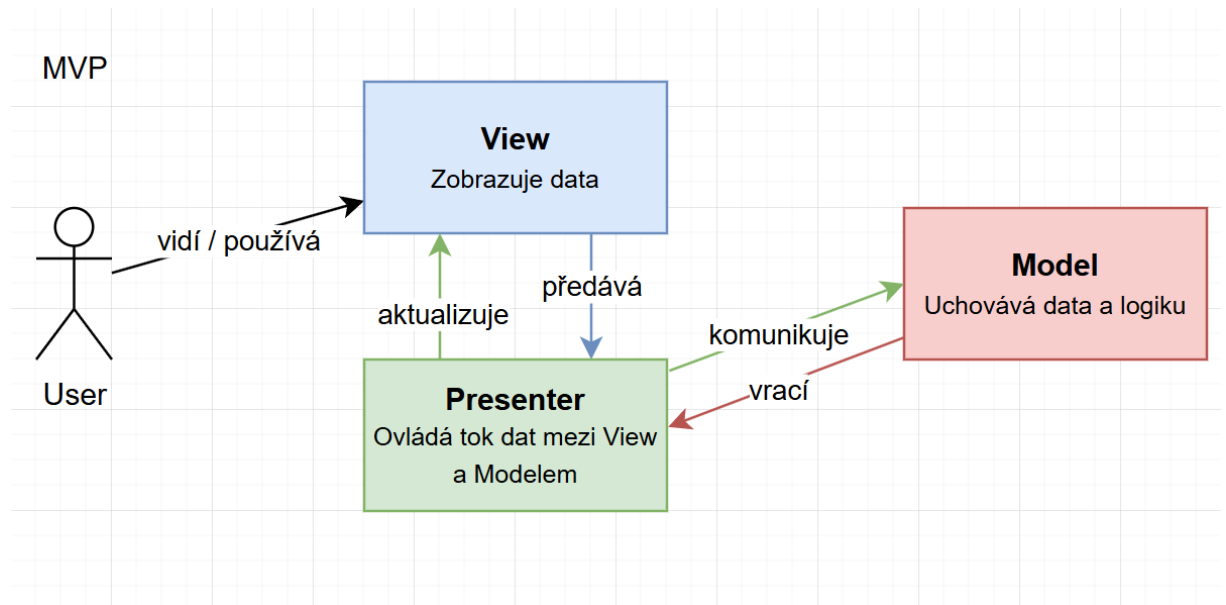 MVP
View
Zobrazuje data
vidí / používá
User
aktualizuje
předává
Presenter
Ovládá tok dat mezi View
a Modelem
komunikuje
vrací
Model
Uchovává data a logiku